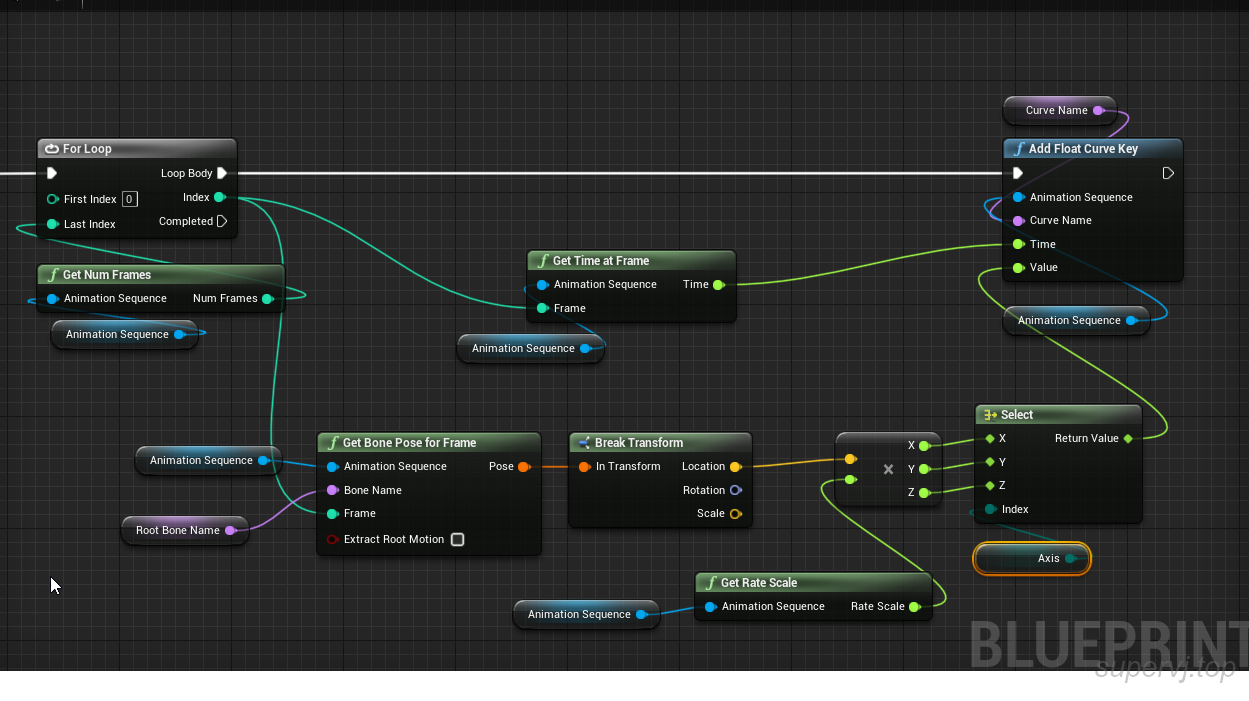 Curve Name
For Loop
Loop Body
First Index 0
Index
Last Index
Completed
Add Float Curve Key
Animation Sequence
Curve Name
Time
Value
Get Num Frames
Animation Sequence Num Frames
Animation Sequence
Get Time at Frame
Animation Sequence Time
Frame
Animation Sequence
Animation Sequence
Animation Sequence
Root Bone Name
Get Bone Pose for Frame
Animation Sequence Pose
Bone Name
Frame
Extract Root Motion
Break Transform
In Transform Location
Rotation
Scale
X
Y
Z
Select
X Return Value
Y
Z
Index
Axis
Animation Sequence
Get Rate Scale
Animation Sequence Rate Scale
BLUEPRINT
supervj.top